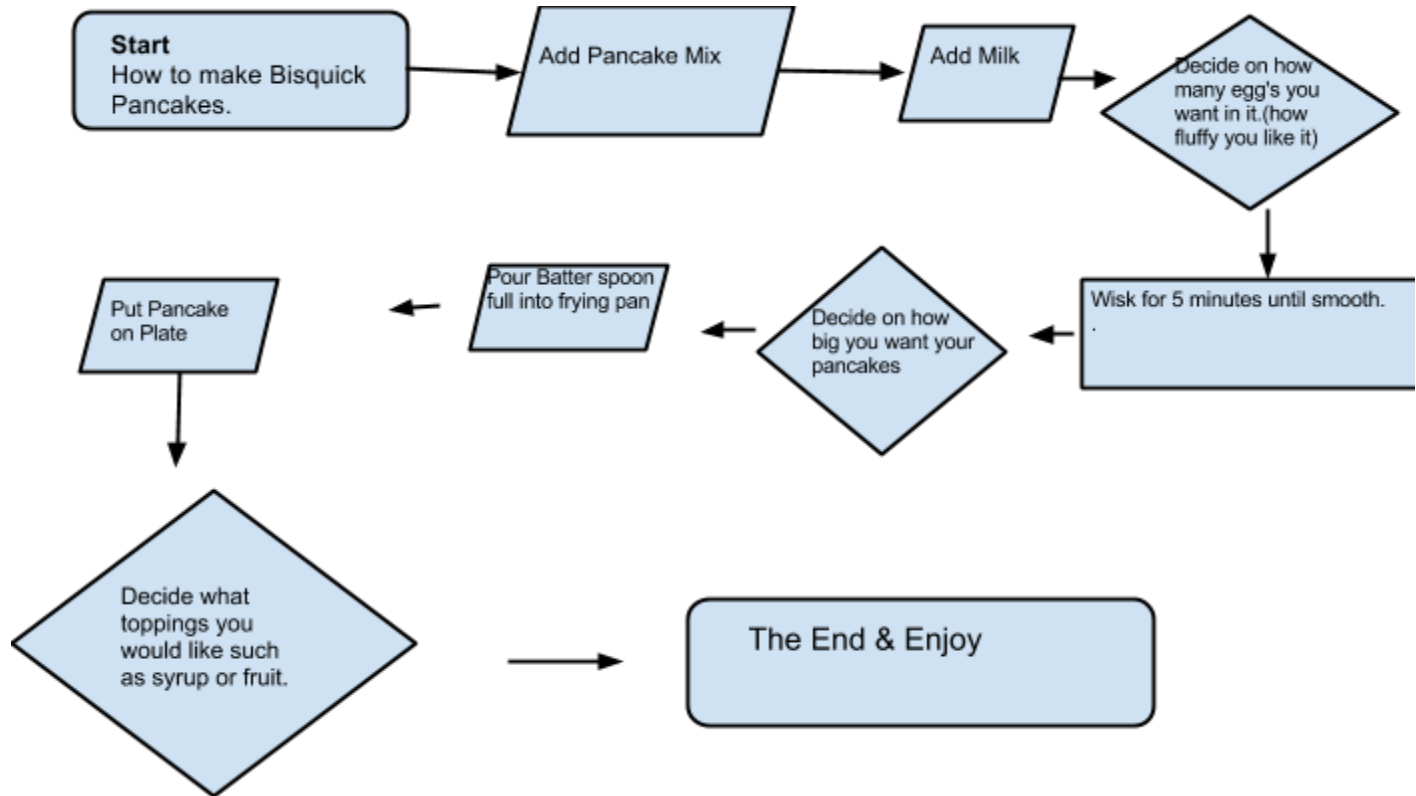 Start
How to make Bisquick
Pancakes.
Add Pancake Mix
Add Milk
Decide on how
many egg's you
want in it.(how
fluffy you like it)
Wisk for 5 minutes until smooth.
.
Decide on how
big you want your
pancakes
Pour Batter spoon
full into frying pan
Put Pancake
on Plate
Decide what
toppings you
would like such
as syrup or fruit.
The End & Enjoy